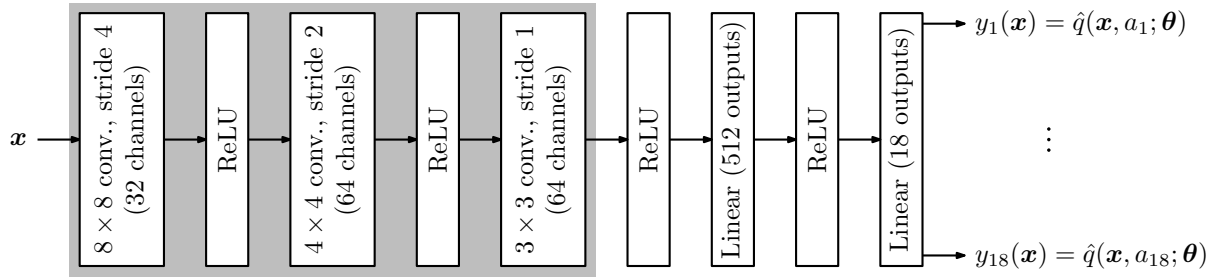 x
8 × 8 conv., stride 4
(32 channels)
ReLU
4 × 4 conv., stride 2
(64 channels)
ReLU
3 × 3 conv., stride 1
(64 channels)
ReLU
Linear (512 outputs)
ReLU
Linear (18 outputs)
y₁(x) = q̂(x, a₁; θ)
⋮
y₁₈(x) = q̂(x, a₁₈; θ)